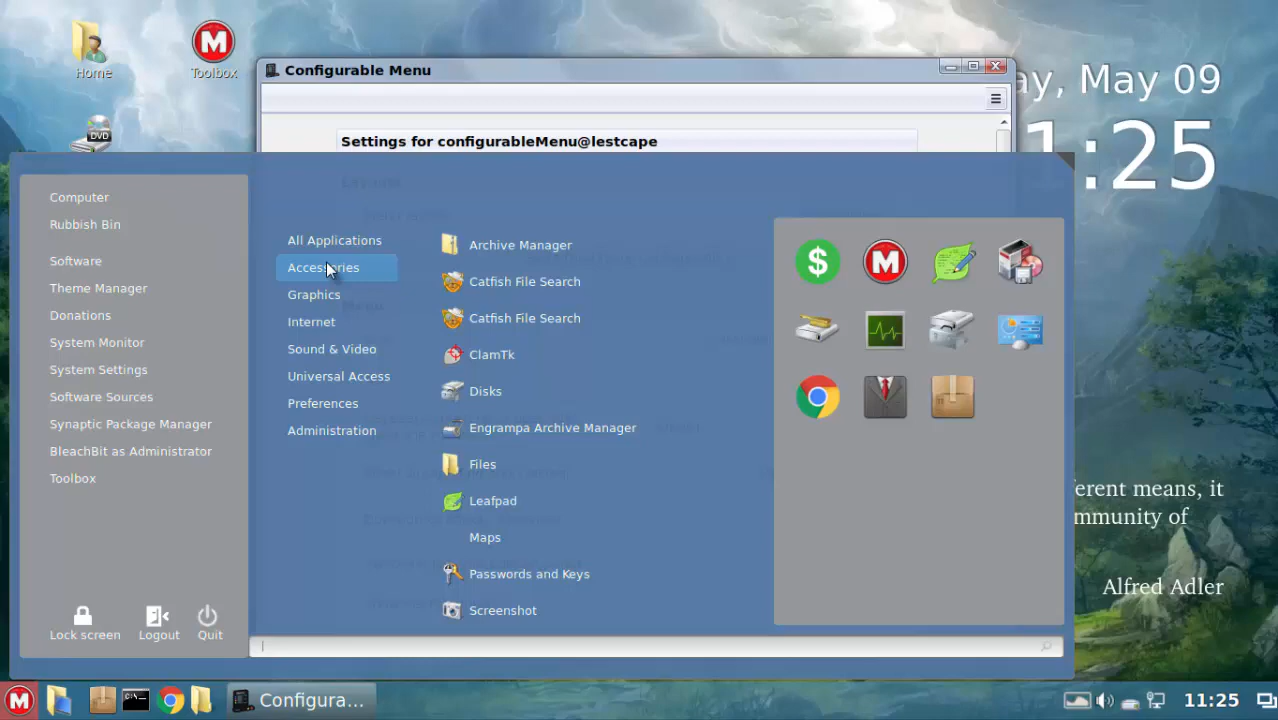 Home
Toolbox
DVD
Configurable Menu
Settings for configurableMenu@lestcape
ay, May 09
1:25
Computer
Rubbish Bin
Software
Theme Manager
Donations
System Monitor
System Settings
Software Sources
Synaptic Package Manager
BleachBit as Administrator
Toolbox
Lock screen
Logout
Quit
All Applications
Accessories
Graphics
Internet
Sound & Video
Universal Access
Preferences
Administration
Archive Manager
Catfish File Search
Catfish File Search
ClamTk
Disks
Engrampa Archive Manager
Files
Leafpad
Maps
Passwords and Keys
Screenshot
ferent means, it
mmunity of
Alfred Adler
Configura...
11:25